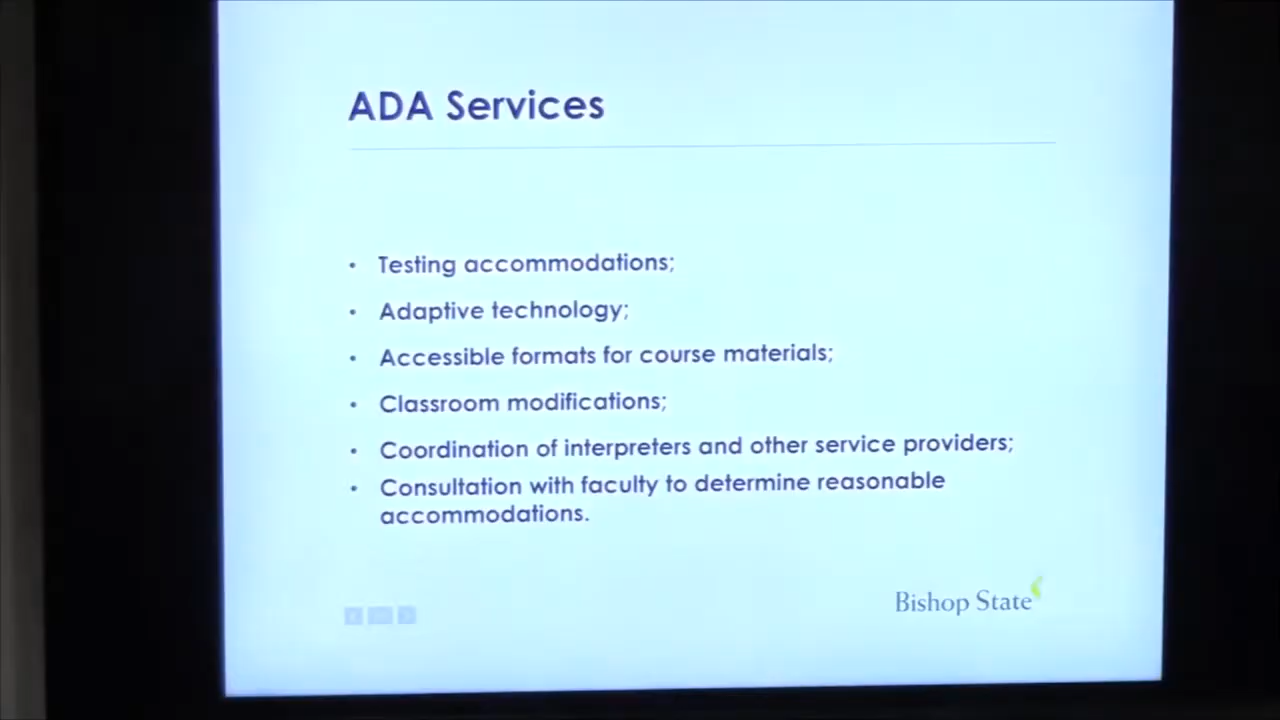 ADA Services
• Testing accommodations;
• Adaptive technology;
• Accessible formats for course materials;
• Classroom modifications;
• Coordination of interpreters and other service providers;
• Consultation with faculty to determine reasonable
accommodations.
Bishop State